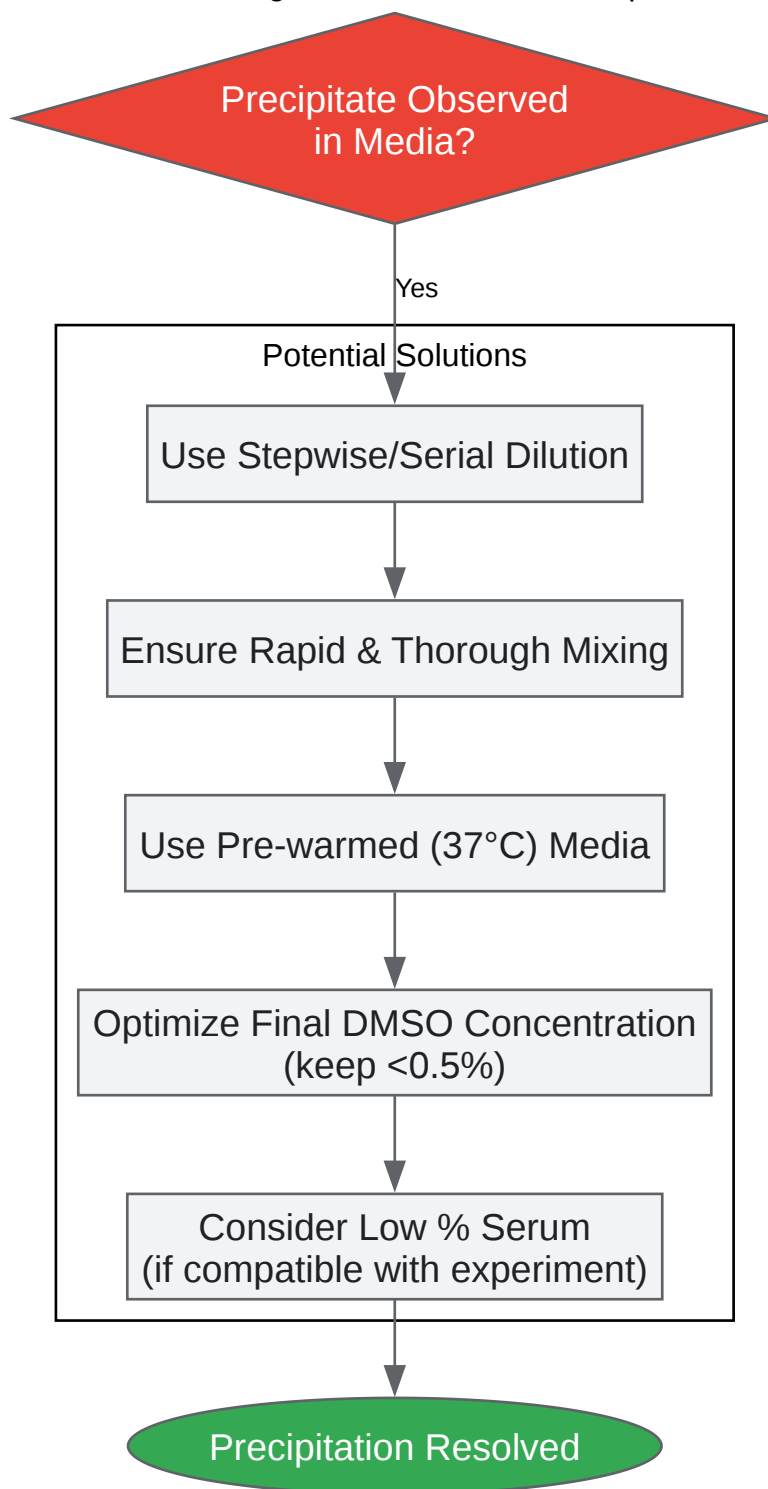 Precipitate Observed
in Media?
Yes
Potential Solutions
Use Stepwise/Serial Dilution
Ensure Rapid & Thorough Mixing
Use Pre-warmed (37°C) Media
Optimize Final DMSO Concentration
(keep <0.5%)
Consider Low % Serum
(if compatible with experiment)
Precipitation Resolved